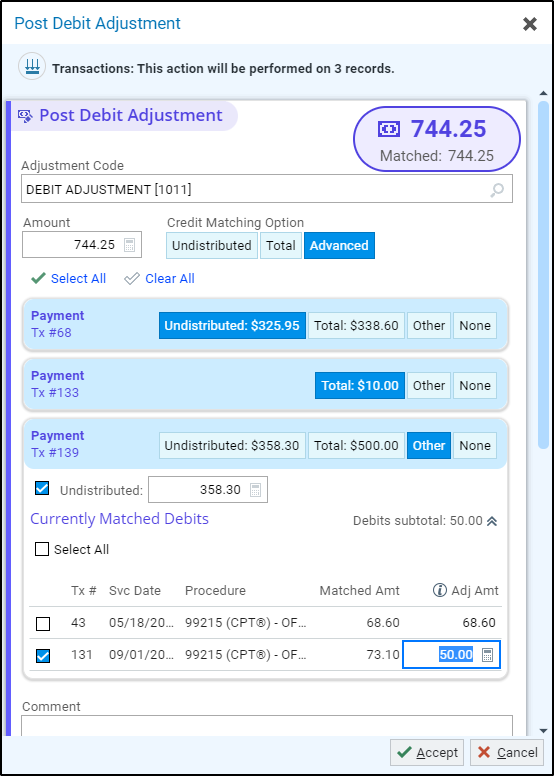 Post Debit Adjustment
Transactions: This action will be performed on 3 records.
Post Debit Adjustment
744.25
Matched: 744.25
Adjustment Code
DEBIT ADJUSTMENT [1011]
Amount Credit Matching Option
744.25 Undistributed Total Advanced
Select All Clear All
Payment
Tx #68
Undistributed: $325.95 Total: $338.60 Other None
Payment
Tx #133
Total: $10.00 Other None
Payment
Tx #139
Undistributed: $358.30 Total: $500.00 Other None
Undistributed: 358.30
Currently Matched Debits Debits subtotal: 50.00
Select All
Tx # Svc Date Procedure Matched Amt Adj Amt
43 05/18/20... 99215 (CPT®) - OF... 68.60 68.60
131 09/01/20... 99215 (CPT®) - OF... 73.10 50.00
Comment
Accept Cancel